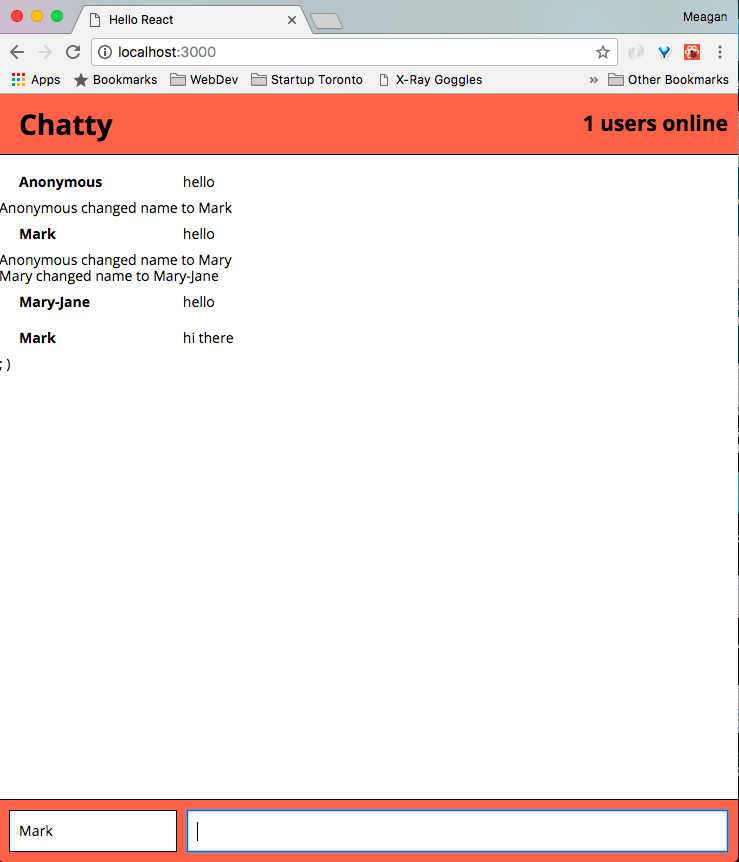 Hello React
Meagan
localhost:3000
Apps Bookmarks WebDev Startup Toronto X-Ray Goggles » Other Bookmarks
Chatty 1 users online
Anonymous hello
Anonymous changed name to Mark
Mark hello
Anonymous changed name to Mary
Mary changed name to Mary-Jane
Mary-Jane hello
Mark hi there
; )
Mark